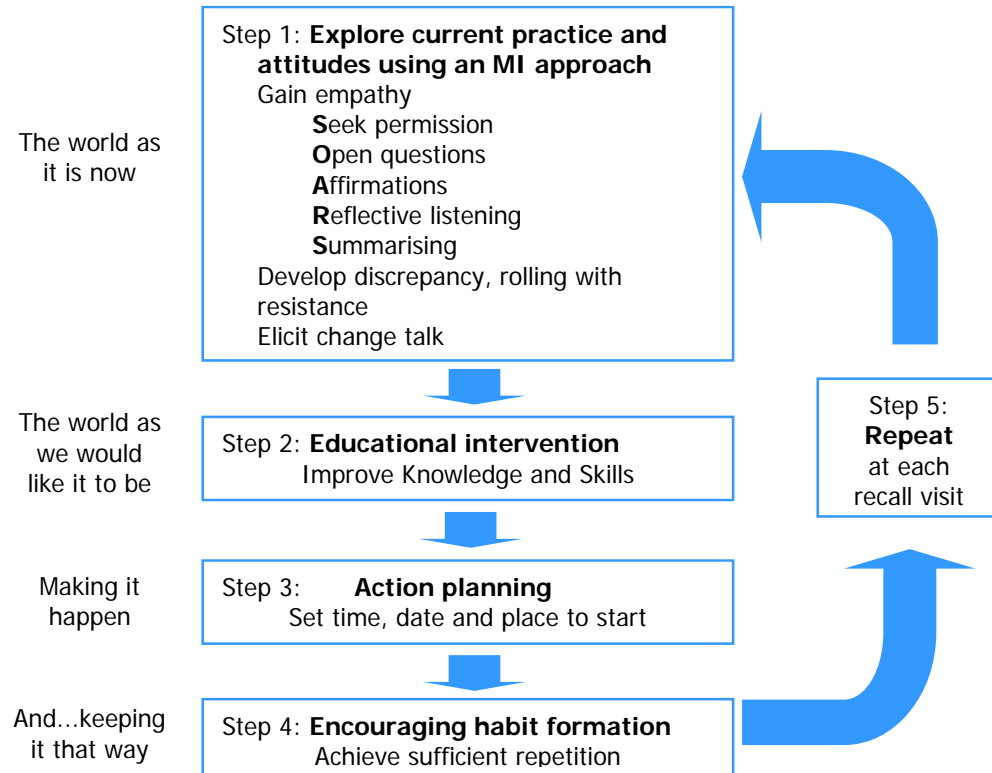 The world as
it is now
Step 1: Explore current practice and
attitudes using an MI approach
Gain empathy
Seek permission
Open questions
Affirmations
Reflective listening
Summarising
Develop discrepancy, rolling with
resistance
Elicit change talk
The world as
we would
like it to be
Step 2: Educational intervention
Improve Knowledge and Skills
Making it
happen
Step 3: Action planning
Set time, date and place to start
And...keeping
it that way
Step 4: Encouraging habit formation
Achieve sufficient repetition
Step 5:
Repeat
at each
recall visit